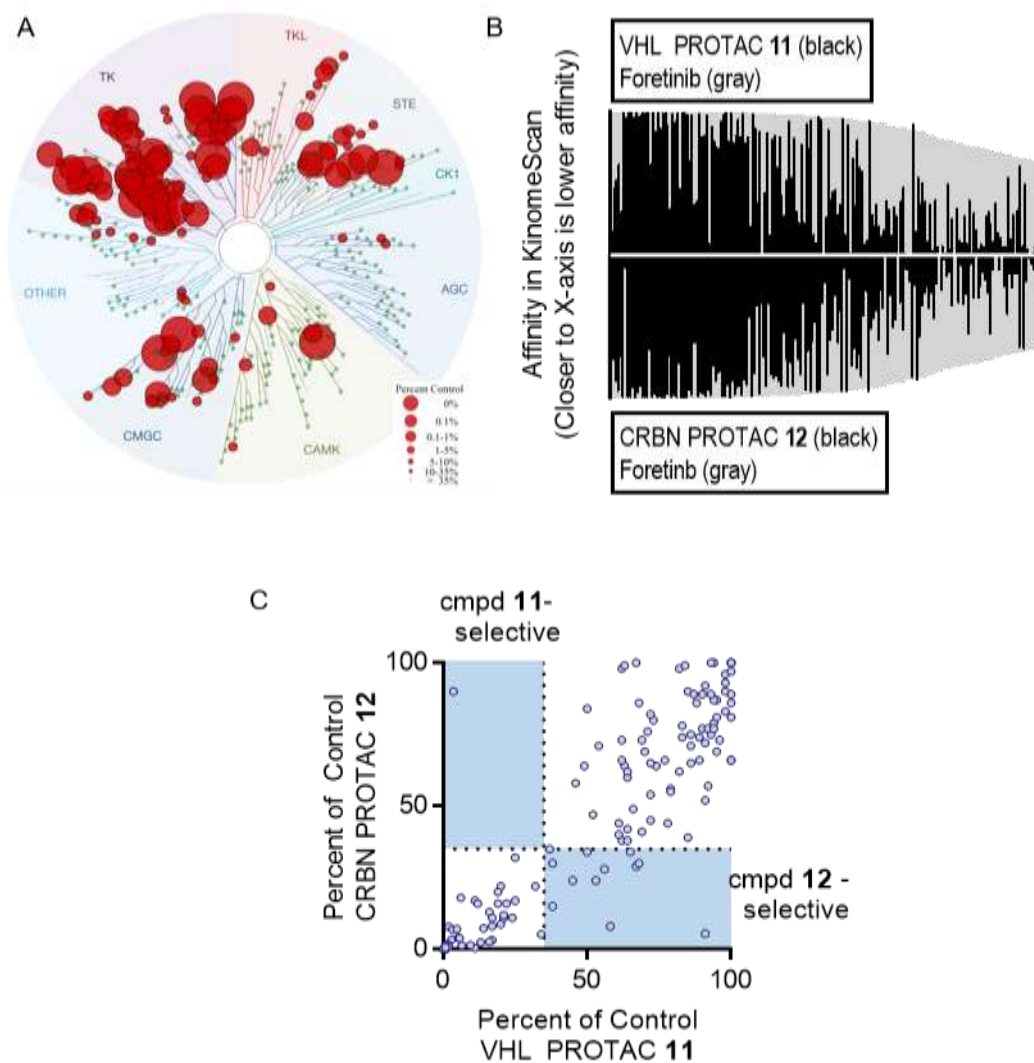 A
TKL
TK
STE
CK1
OTHER
AGC
CMGC
CAMK
Percent Control
0%
0.1%
0.1-1%
1-5%
5-10%
10-35%
> 35%
B
VHL PROTAC 11 (black)
Foretinib (gray)
Affinity in KinomeScan
(Closer to X-axis is lower affinity)
CRBN PROTAC 12 (black)
Foretinb (gray)
C
cmpd 11-
selective
100
50
0
Percent of Control
CRBN PROTAC 12
cmpd 12 -
selective
0
50
100
Percent of Control
VHL PROTAC 11